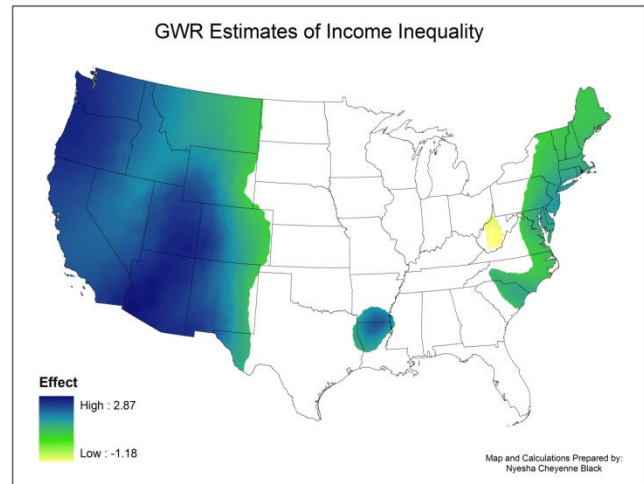 GWR Estimates of Income Inequality
Effect
High : 2.87
Low : -1.18
Map and Calculations Prepared by:
Nyesha Cheyenne Black